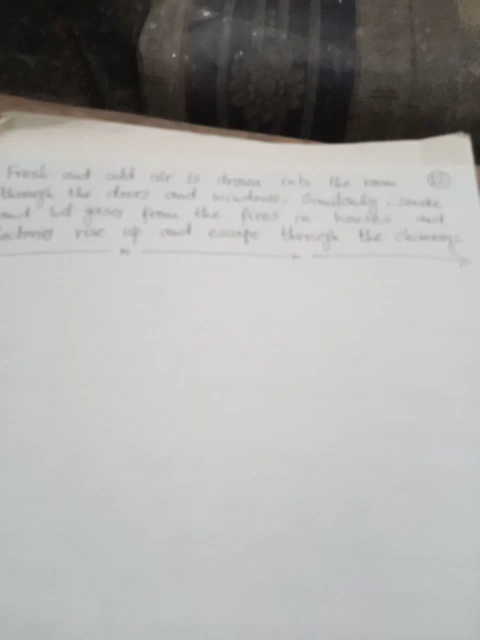 Fresh and cold air is drawn into the room
through the doors and windows. Similarly, smoke
and hot gases from the fires in houses and
factories rise up and escape through the chimneys